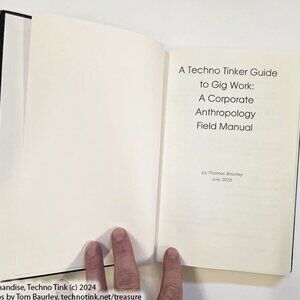 A Techno Tinker Guide
to Gig Work:
A Corporate
Anthropology
Field Manual
by Thomas Baurley
July 2025
handise, Techno Tink (c) 2024
os by Tom Baurley, technotink.net/treasure